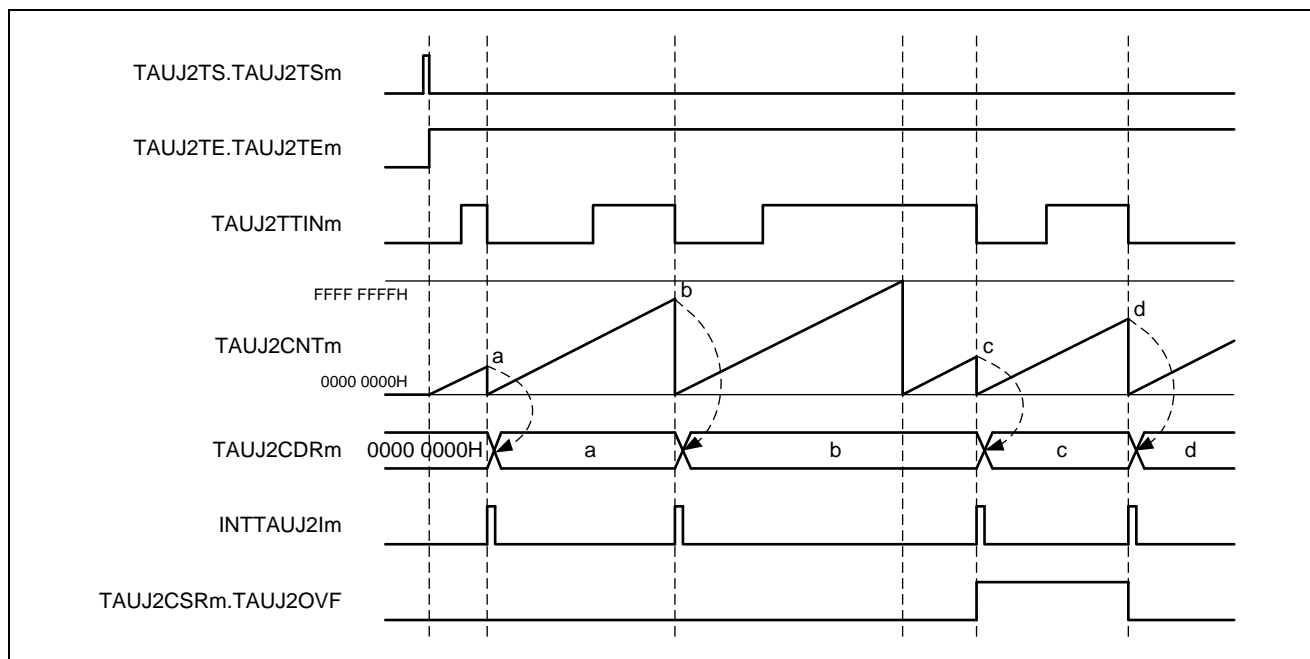 TAUJ2TS.TAUJ2TSm
TAUJ2TE.TAUJ2TEm
TAUJ2TTINm
FFFF FFFFH
b
d
TAUJ2CNTm
a
c
0000 0000H
TAUJ2CDRm 0000 0000H a b c d
INTTAUJ2Im
TAUJ2CSRm.TAUJ2OVF